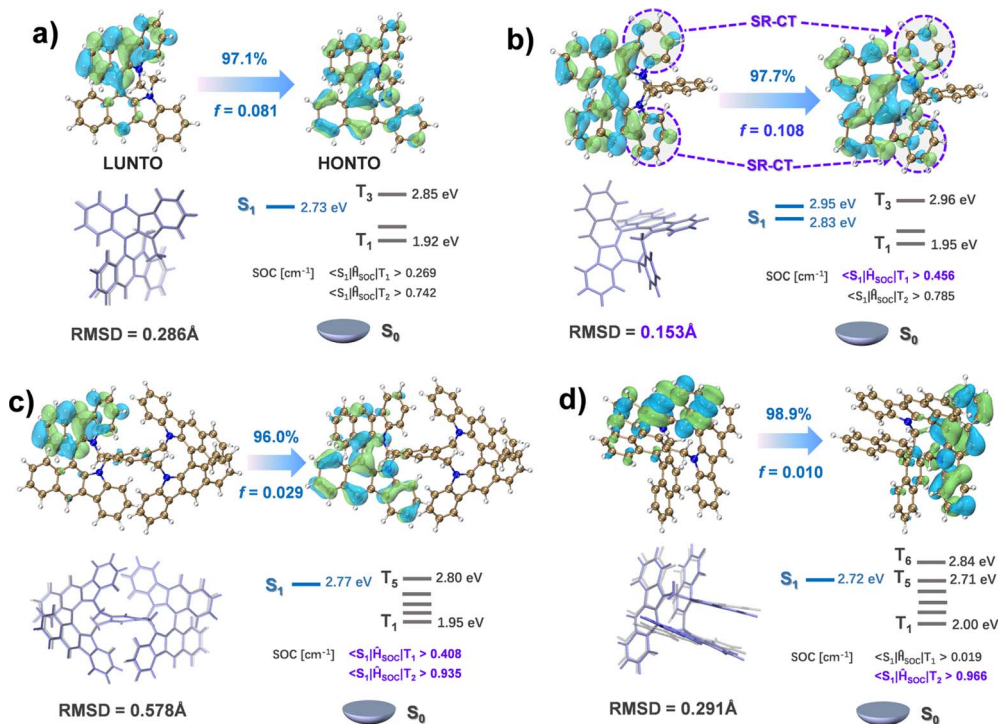 a)
97.1%
f = 0.081
LUNTO
HONTO
S1
2.73 eV
T3
2.85 eV
T1
1.92 eV
SOC [cm⁻¹]
<S₁|ĤSOC|T₁ > 0.269
<S₁|ĤSOC|T₂ > 0.742
RMSD = 0.286Å
S₀
b)
SR-CT
97.7%
f = 0.108
SR-CT
2.95 eV
S₁
2.83 eV
T₃
2.96 eV
T₁
1.95 eV
SOC [cm⁻¹]
<S₁|ĤSOC|T₁ > 0.456
<S₁|ĤSOC|T₂ > 0.785
RMSD = 0.153Å
S₀
c)
96.0%
f = 0.029
S₁
2.77 eV
T₅
2.80 eV
T₁
1.95 eV
SOC [cm⁻¹]
<S₁|ĤSOC|T₁ > 0.408
<S₁|ĤSOC|T₂ > 0.935
RMSD = 0.578Å
S₀
d)
98.9%
f = 0.010
S₁
2.72 eV
T₆
2.84 eV
T₅
2.71 eV
T₁
2.00 eV
SOC [cm⁻¹]
<S₁|ĤSOC|T₁ > 0.019
<S₁|ĤSOC|T₂ > 0.966
RMSD = 0.291Å
S₀